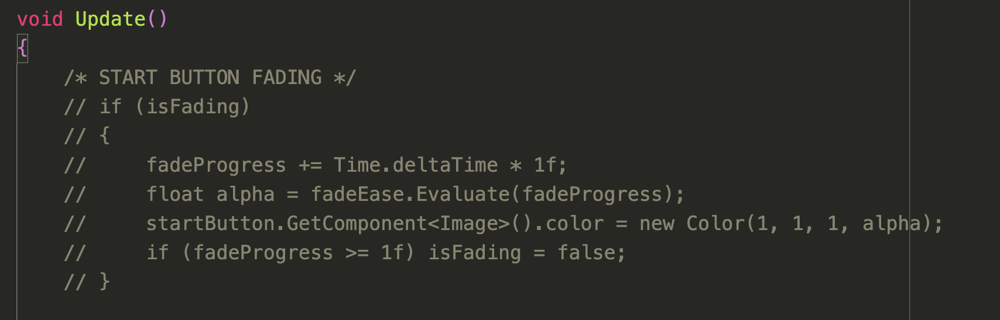 void Update()
{
    /* START BUTTON FADING */
    // if (isFading)
    // {
    //     fadeProgress += Time.deltaTime * 1f;
    //     float alpha = fadeEase.Evaluate(fadeProgress);
    //     startButton.GetComponent<Image>().color = new Color(1, 1, 1, alpha);
    //     if (fadeProgress >= 1f) isFading = false;
    // }